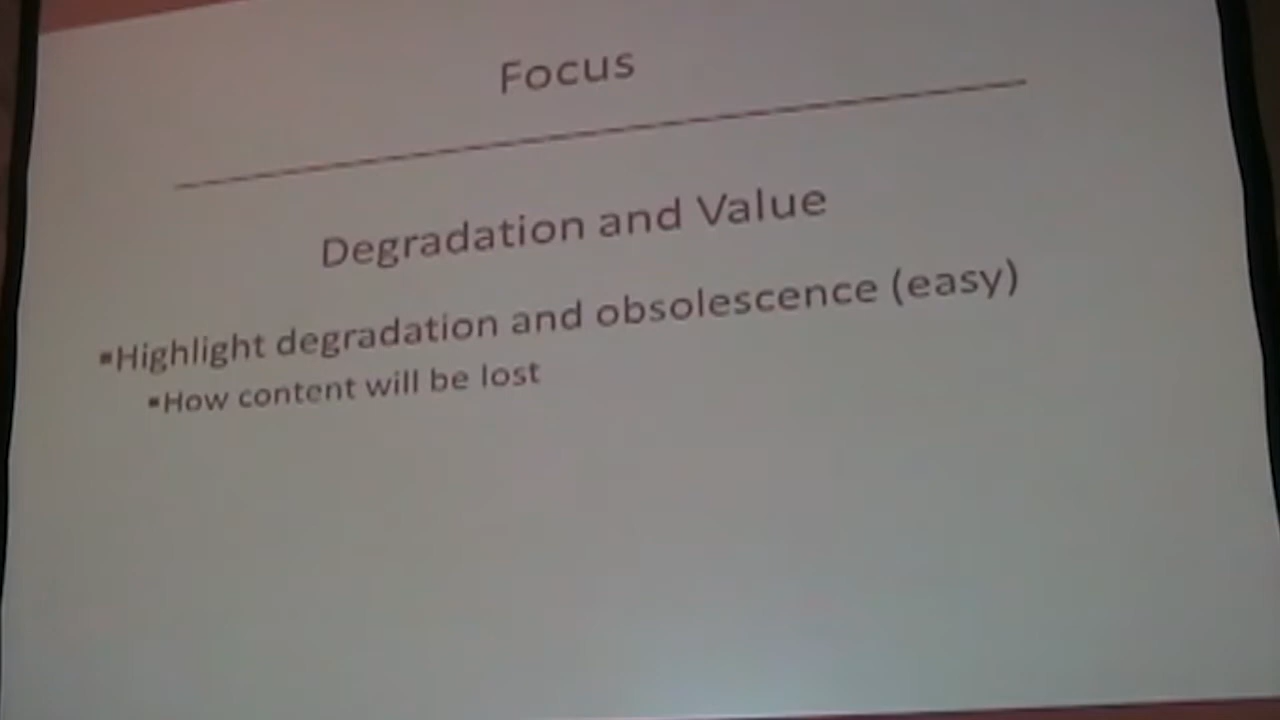 Focus
Degradation and Value
▪Highlight degradation and obsolescence (easy)
▪How content will be lost